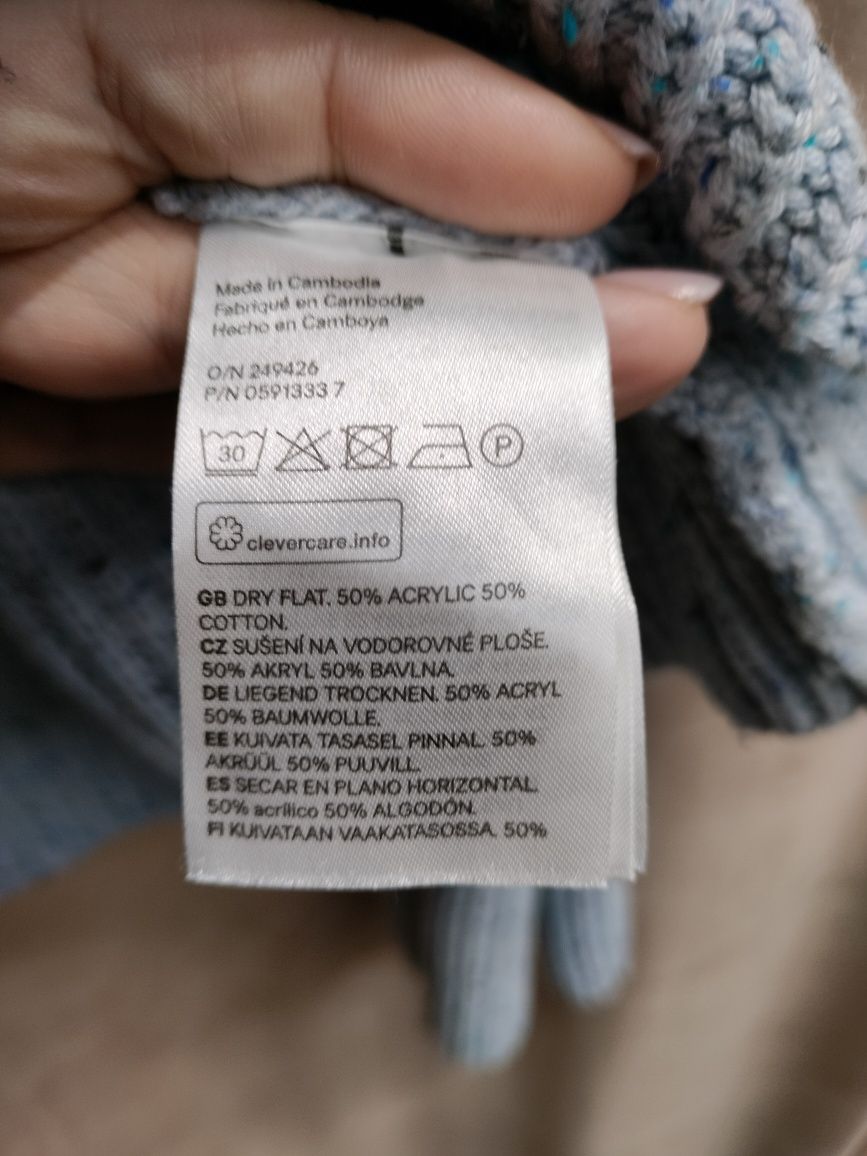 Made in Cambodia
Fabriqué en Cambodge
Hecho en Camboya
O/N 249426
P/N 0591333 7
30 P
clevercare.info
GB DRY FLAT. 50% ACRYLIC 50%
COTTON.
CZ SUŠENÍ NA VODOROVNÉ PLOŠE.
50% AKRYL 50% BAVLNA.
DE LIEGEND TROCKNEN. 50% ACRYL
50% BAUMWOLLE.
EE KUIVATA TASASEL PINNAL. 50%
AKRÜÜL 50% PUUVILL.
ES SECAR EN PLANO HORIZONTAL.
50% acrílico 50% ALGODÓN.
FI KUIVATAAN VAAKATASOSSA. 50%